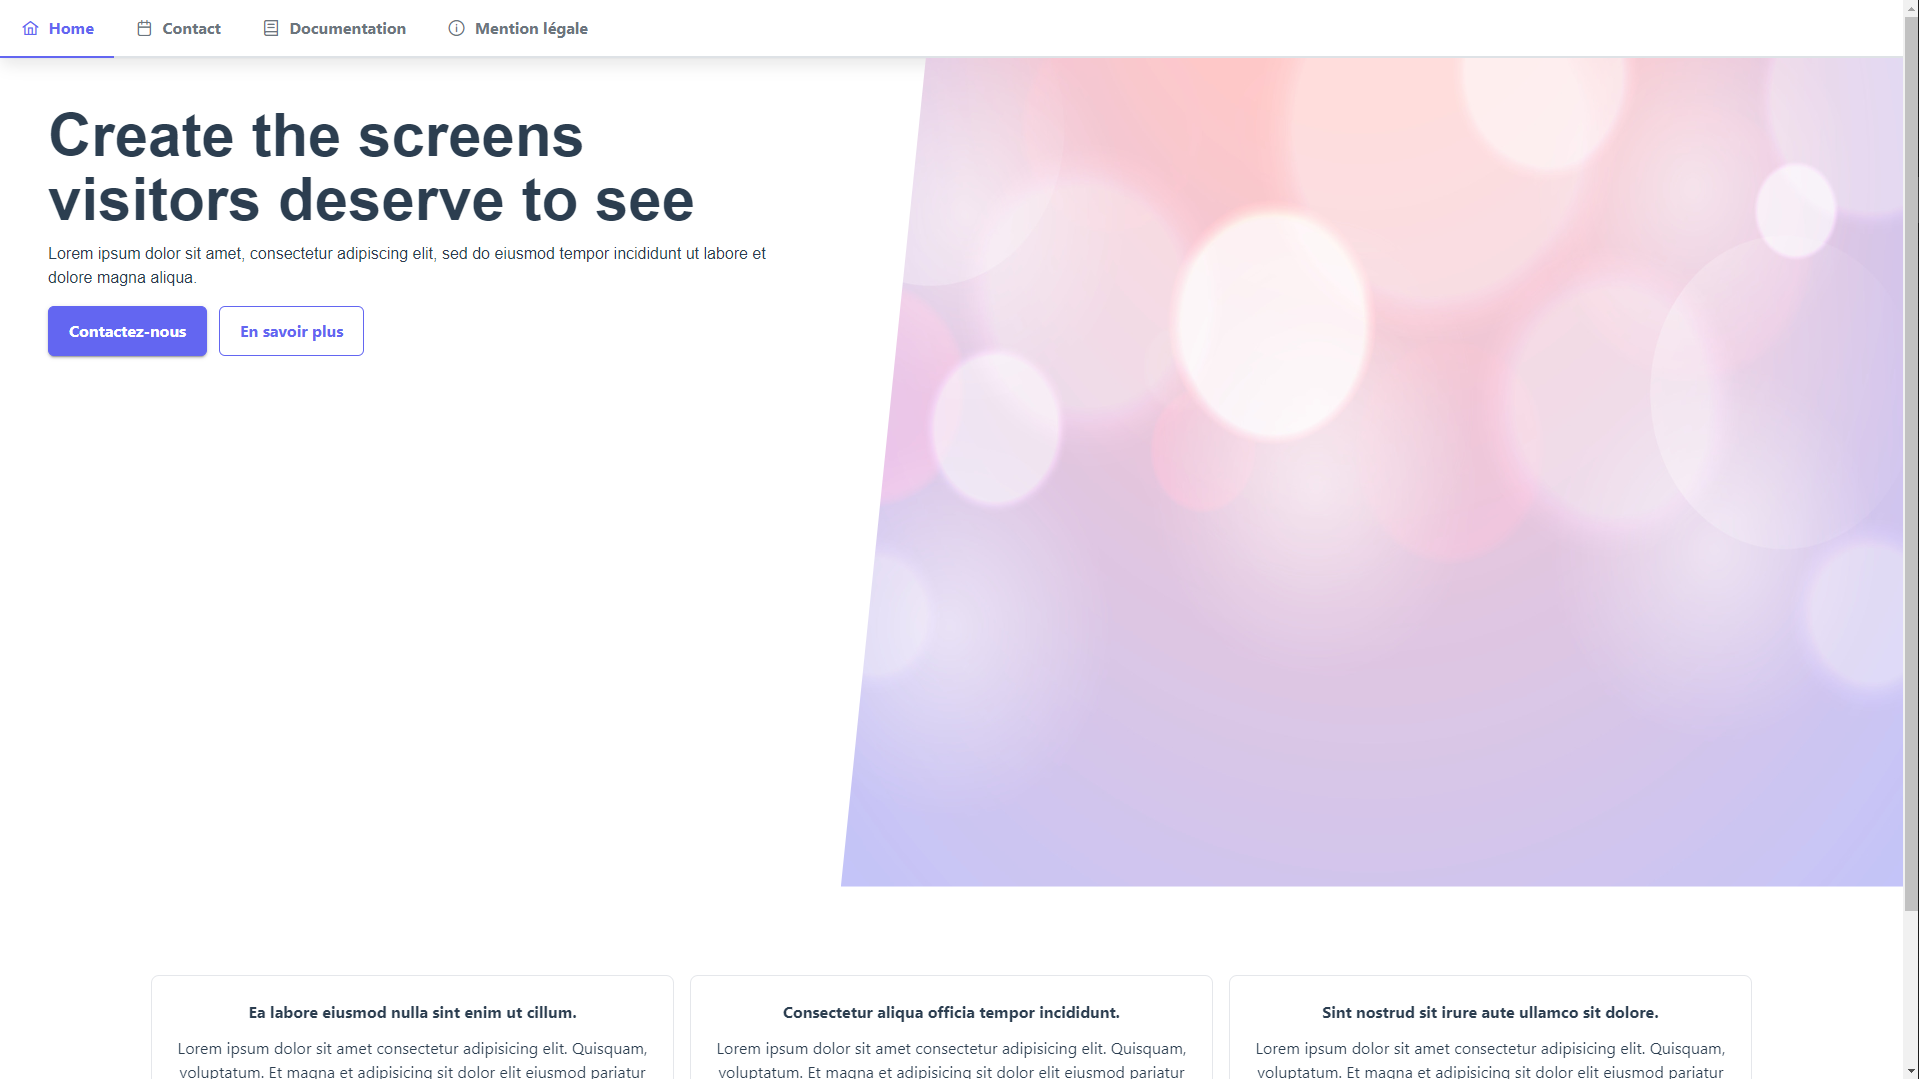 Home Contact Documentation Mention légale
Create the screens
visitors deserve to see
Lorem ipsum dolor sit amet, consectetur adipiscing elit, sed do eiusmod tempor incididunt ut labore et
dolore magna aliqua.
Contactez-nous En savoir plus
Ea labore eiusmod nulla sint enim ut cillum.
Lorem ipsum dolor sit amet consectetur adipisicing elit. Quisquam,
voluptatum. Et magna et adipisicing sit dolor elit eiusmod pariatur
Consectetur aliqua officia tempor incididunt.
Lorem ipsum dolor sit amet consectetur adipisicing elit. Quisquam,
voluptatum. Et magna et adipisicing sit dolor elit eiusmod pariatur
Sint nostrud sit irure aute ullamco sit dolore.
Lorem ipsum dolor sit amet consectetur adipisicing elit. Quisquam,
voluptatum. Et magna et adipisicing sit dolor elit eiusmod pariatur